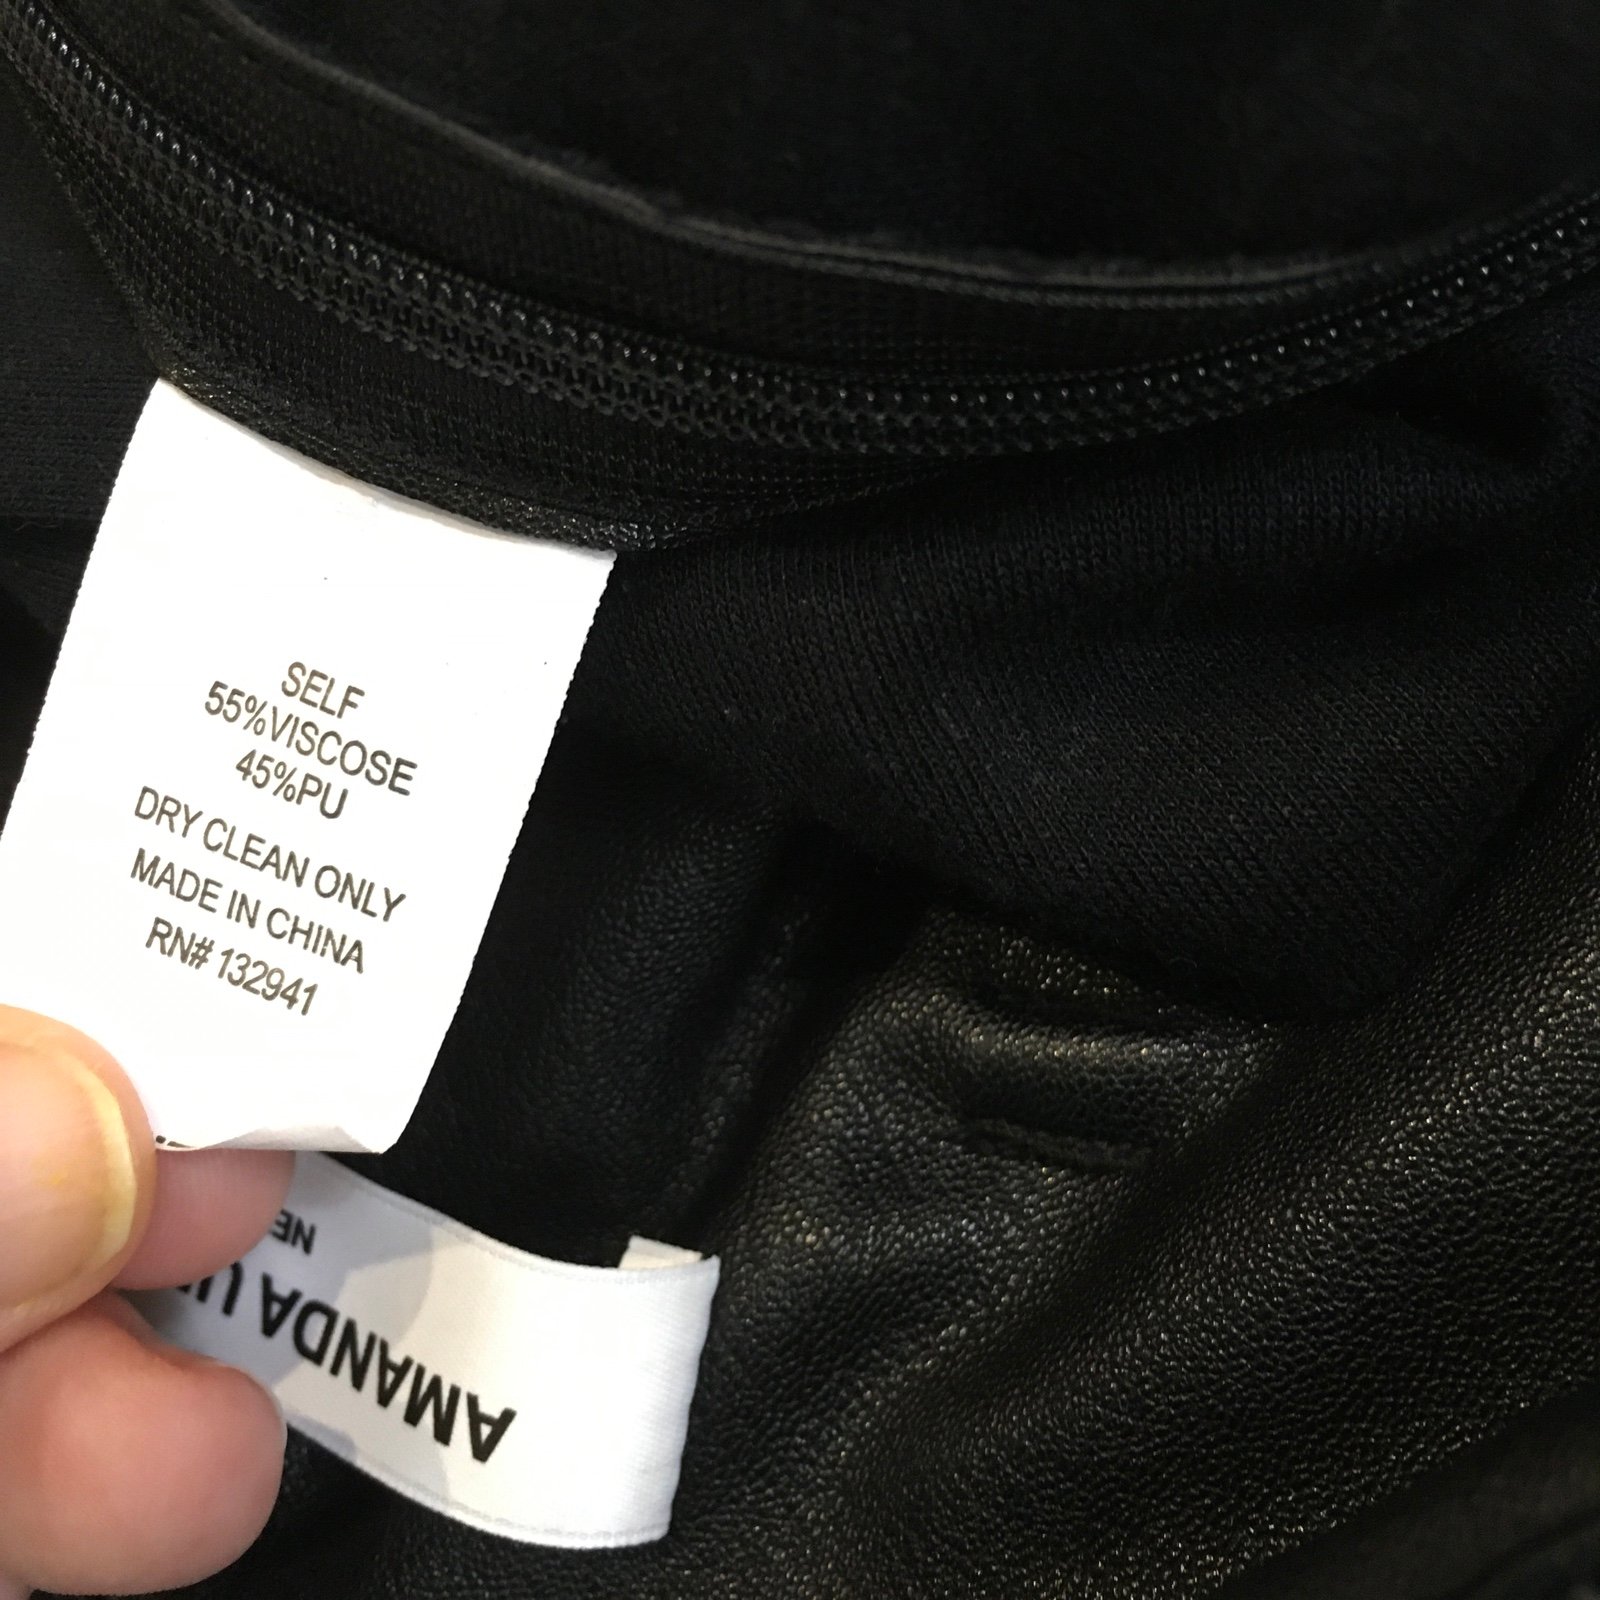 SELF
55%VISCOSE
45%PU
DRY CLEAN ONLY
MADE IN CHINA
RN# 132941
AMANDA